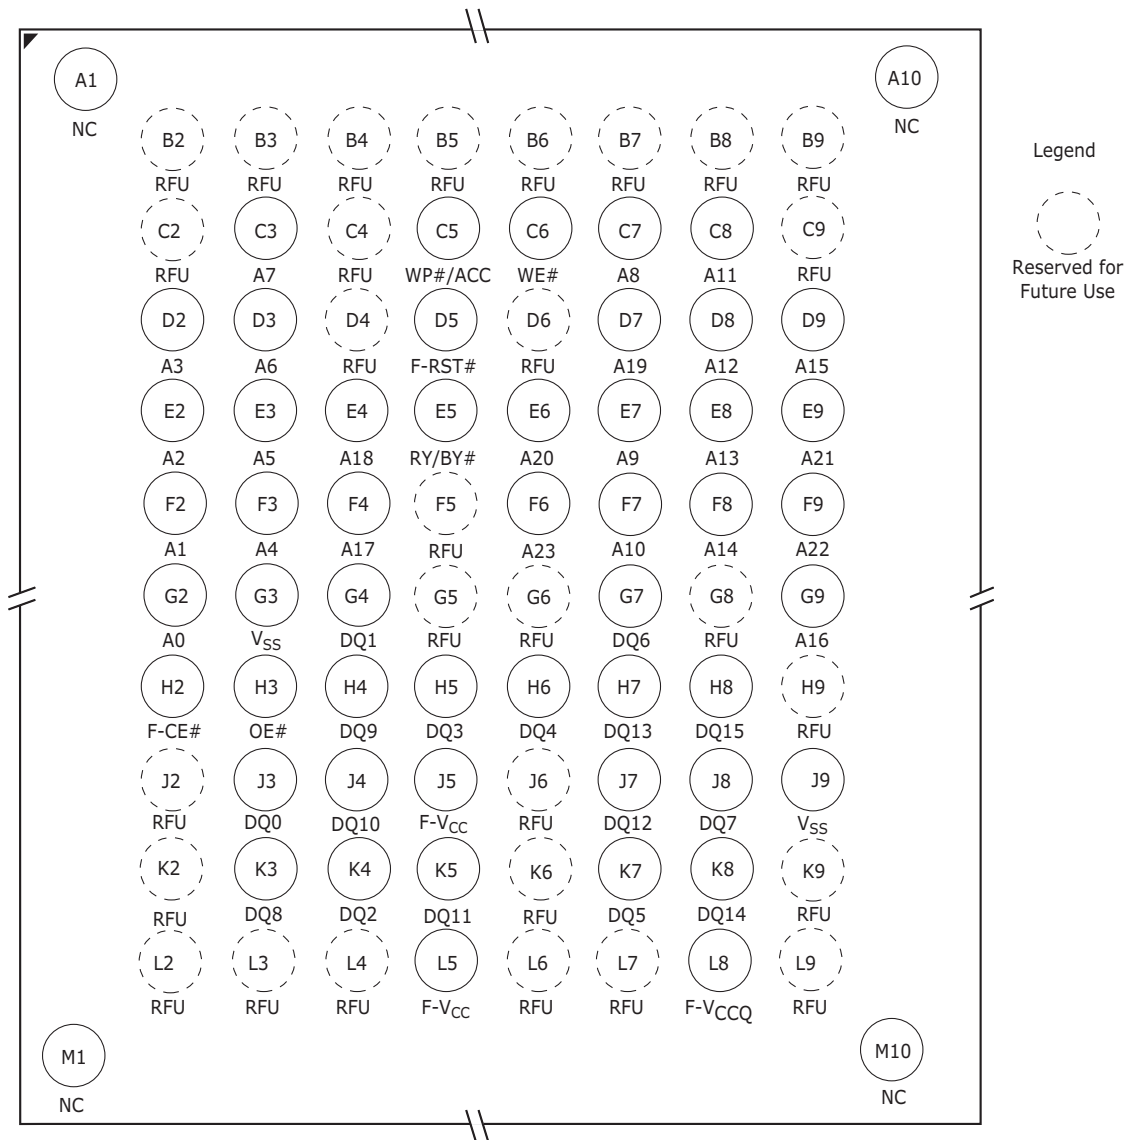 A1 A10
NC NC
B2 B3 B4 B5 B6 B7 B8 B9
Legend
RFU RFU RFU RFU RFU RFU RFU RFU
C2 C3 C4 C5 C6 C7 C8 C9
RFU A7 RFU WP#/ACC WE# A8 A11 RFU
Reserved for
Future Use
D2 D3 D4 D5 D6 D7 D8 D9
A3 A6 RFU F-RST# RFU A19 A12 A15
E2 E3 E4 E5 E6 E7 E8 E9
A2 A5 A18 RY/BY# A20 A9 A13 A21
F2 F3 F4 F5 F6 F7 F8 F9
A1 A4 A17 RFU A23 A10 A14 A22
G2 G3 G4 G5 G6 G7 G8 G9
A0 VSS DQ1 RFU RFU DQ6 RFU A16
H2 H3 H4 H5 H6 H7 H8 H9
F-CE# OE# DQ9 DQ3 DQ4 DQ13 DQ15 RFU
J2 J3 J4 J5 J6 J7 J8 J9
RFU DQ0 DQ10 F-VCC RFU DQ12 DQ7 VSS
K2 K3 K4 K5 K6 K7 K8 K9
RFU DQ8 DQ2 DQ11 RFU DQ5 DQ14 RFU
L2 L3 L4 L5 L6 L7 L8 L9
RFU RFU RFU F-VCC RFU RFU F-VCCQ RFU
M1 M10
NC NC